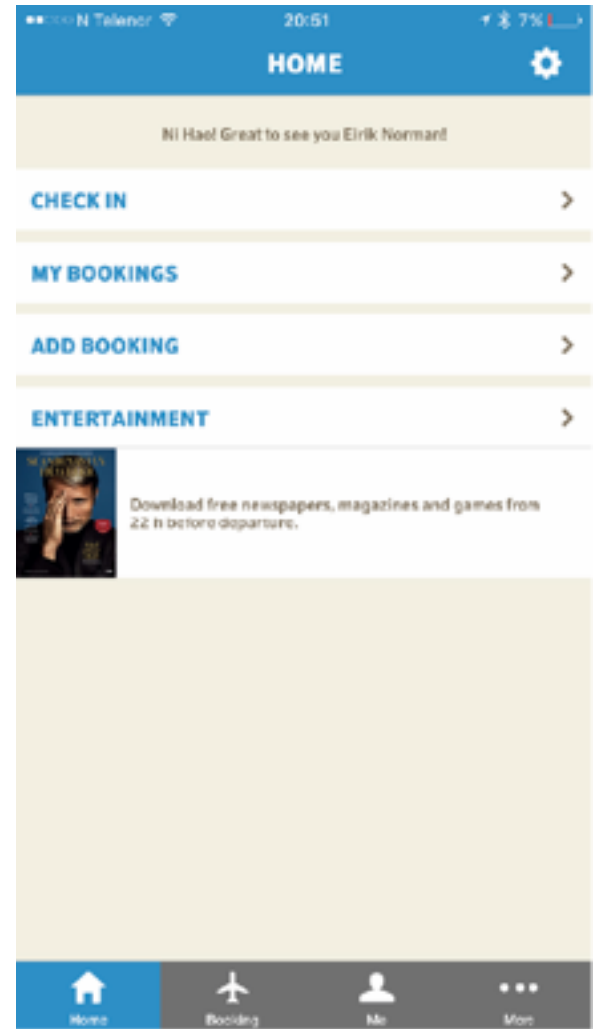 N Telenor 20:51 7%
HOME
Ni Hao! Great to see you Eirik Norman!
CHECK IN
MY BOOKINGS
ADD BOOKING
ENTERTAINMENT
Download free newspapers, magazines and games from
22 h before departure.
Home Booking Me More